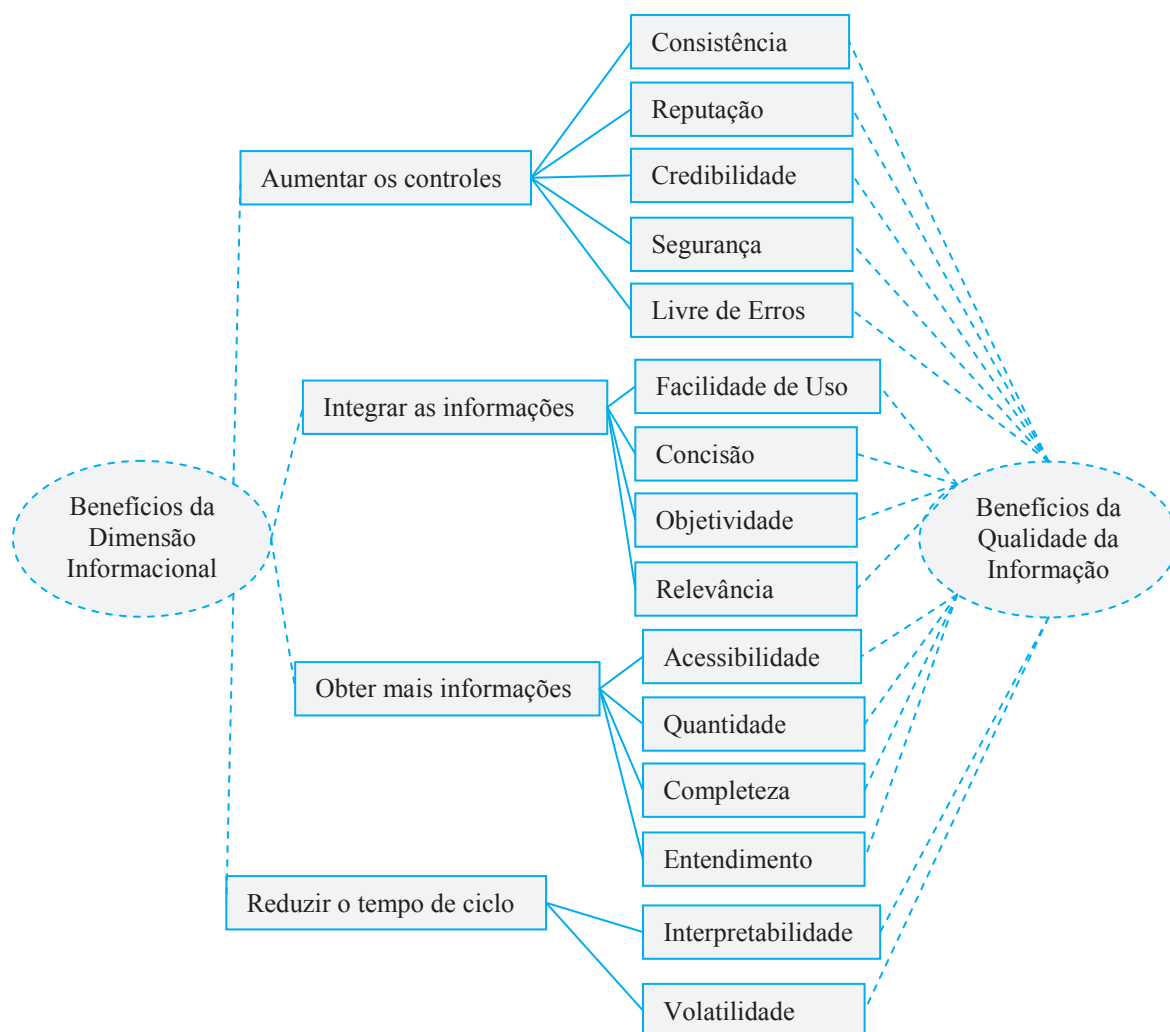 Consistência
Reputação
Aumentar os controles
Credibilidade
Segurança
Livre de Erros
Facilidade de Uso
Integrar as informações
Concisão
Objetividade
Relevância
Benefícios da
Dimensão
Informacional
Benefícios da
Qualidade da
Informação
Acessibilidade
Obter mais informações
Quantidade
Completeza
Entendimento
Reduzir o tempo de ciclo
Interpretabilidade
Volatilidade